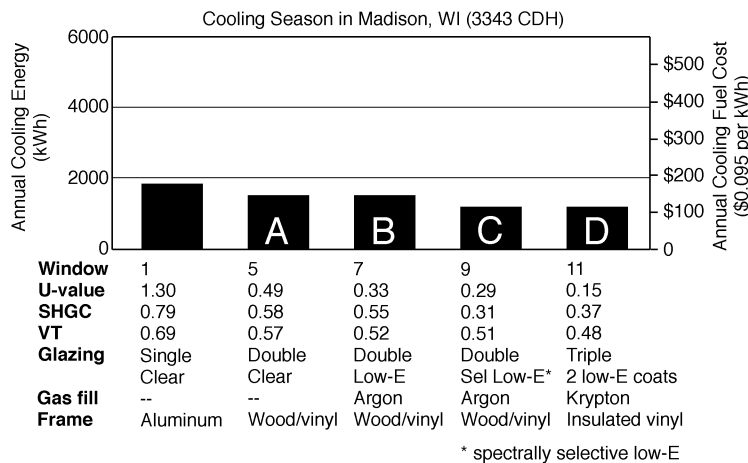 Cooling Season in Madison, WI (3343 CDH)
Annual Cooling Energy
(kWh)
6000
4000
2000
0
$500
$400
$300
$200
$100
0
Annual Cooling Fuel Cost
($0.095 per kWh)
A B C D
Window 1 5 7 9 11
U-value 1.30 0.49 0.33 0.29 0.15
SHGC 0.79 0.58 0.55 0.31 0.37
VT 0.69 0.57 0.52 0.51 0.48
Glazing Single Double Double Double Triple
Clear Clear Low-E Sel Low-E* 2 low-E coats
Gas fill -- -- Argon Argon Krypton
Frame Aluminum Wood/vinyl Wood/vinyl Wood/vinyl Insulated vinyl
* spectrally selective low-E